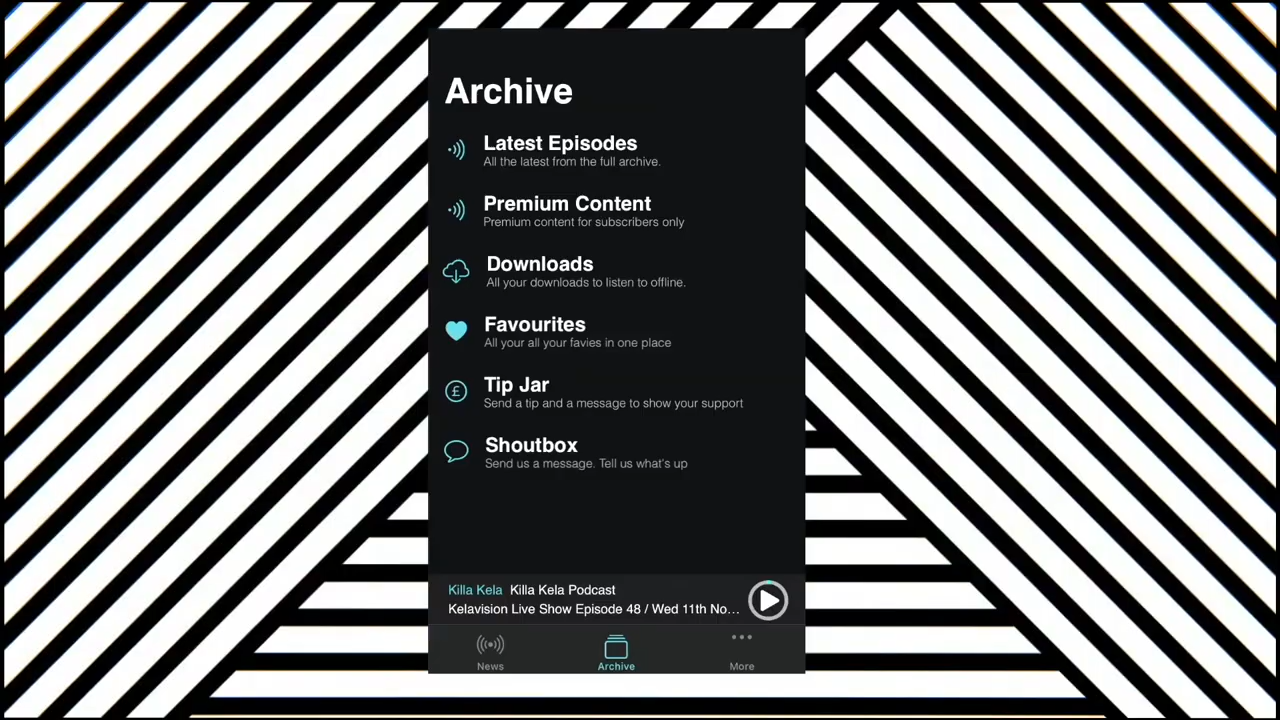 Archive
Latest Episodes
All the latest from the full archive.
Premium Content
Premium content for subscribers only
Downloads
All your downloads to listen to offline.
Favourites
All your all your favies in one place
£
Tip Jar
Send a tip and a message to show your support
Shoutbox
Send us a message. Tell us what's up
Killa Kela Killa Kela Podcast
Kelavision Live Show Episode 48 / Wed 11th No...
News
Archive
More